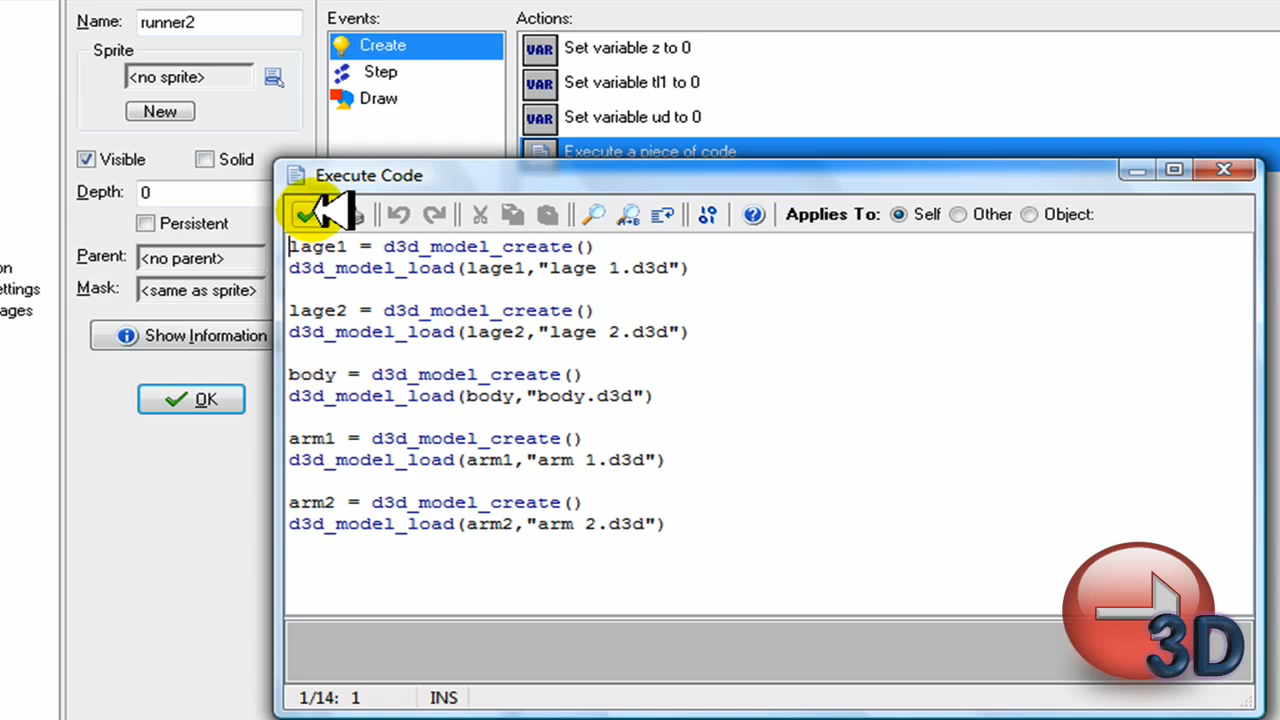 Name: runner2
Events:
Actions:
Sprite
<no sprite>
New
Create
Step
Draw
Set variable z to 0
Set variable tl1 to 0
Set variable ud to 0
Execute a piece of code
Visible
Solid
Depth: 0
Persistent
Parent: <no parent>
Mask: <same as sprite>
Show Information
OK
on
ettings
ages
Execute Code
Applies To: Self Other Object:
lage1 = d3d_model_create()
d3d_model_load(lage1,"lage 1.d3d")
lage2 = d3d_model_create()
d3d_model_load(lage2,"lage 2.d3d")
body = d3d_model_create()
d3d_model_load(body,"body.d3d")
arm1 = d3d_model_create()
d3d_model_load(arm1,"arm 1.d3d")
arm2 = d3d_model_create()
d3d_model_load(arm2,"arm 2.d3d")
1/14: 1 INS
3D